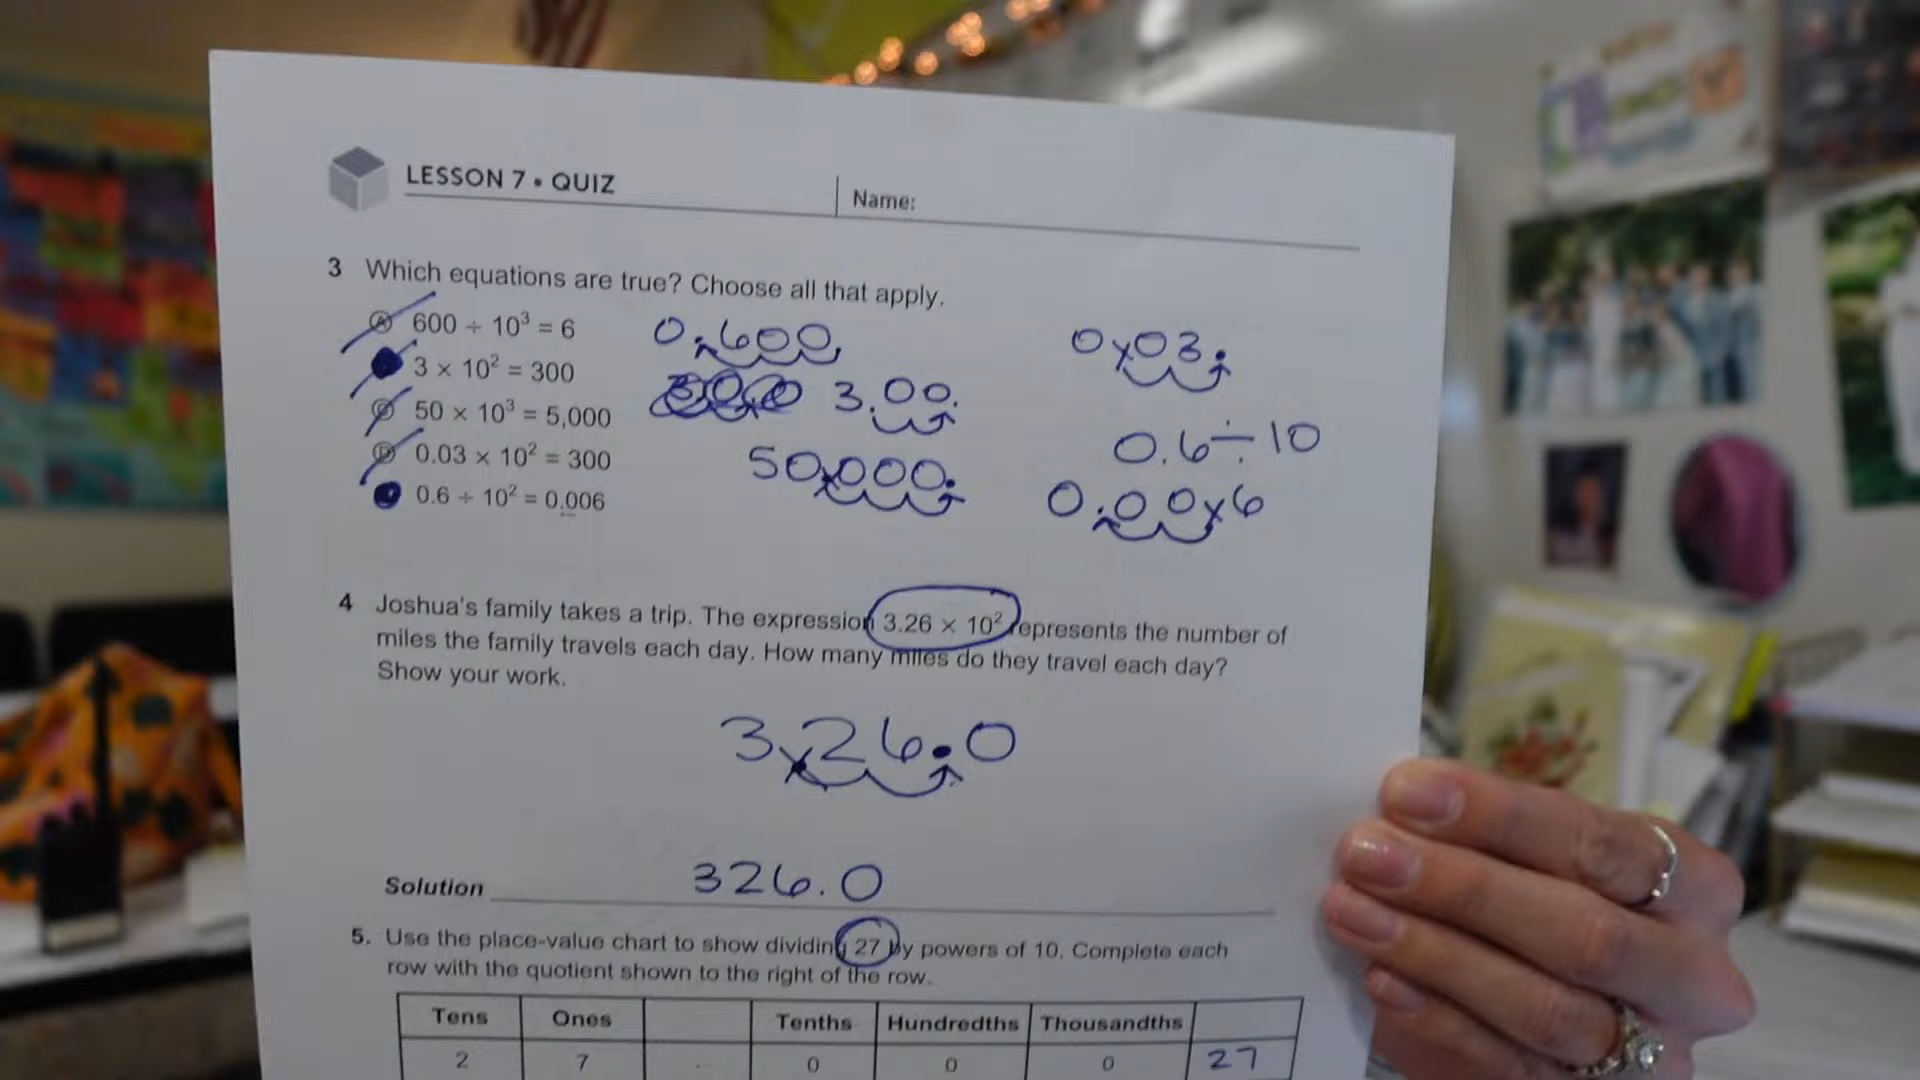 LESSON 7 • QUIZ
Name:
3 Which equations are true? Choose all that apply.
A 600 ÷ 10³ = 6
3 × 10² = 300
C 50 × 10³ = 5,000
D 0.03 × 10² = 300
0.6 ÷ 10² = 0.006
0.600.
3.00.
50,000.
0.03.
0.6 ÷ 10
0.006
4 Joshua's family takes a trip. The expression 3.26 × 10² represents the number of
miles the family travels each day. How many miles do they travel each day?
Show your work.
326.0
Solution 326.0
5. Use the place-value chart to show dividing 27 by powers of 10. Complete each
row with the quotient shown to the right of the row.
Tens Ones Tenths Hundredths Thousandths
2 7 . 0 0 0 27